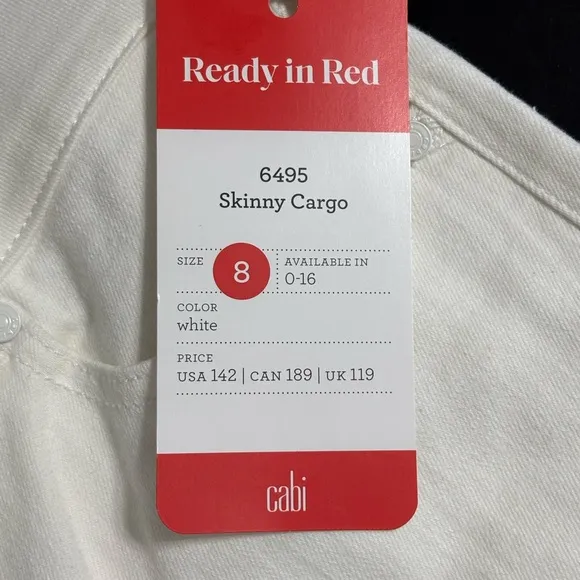 Ready in Red
6495
Skinny Cargo
SIZE 8 AVAILABLE IN
0-16
COLOR
white
PRICE
USA 142 | CAN 189 | UK 119
cabi